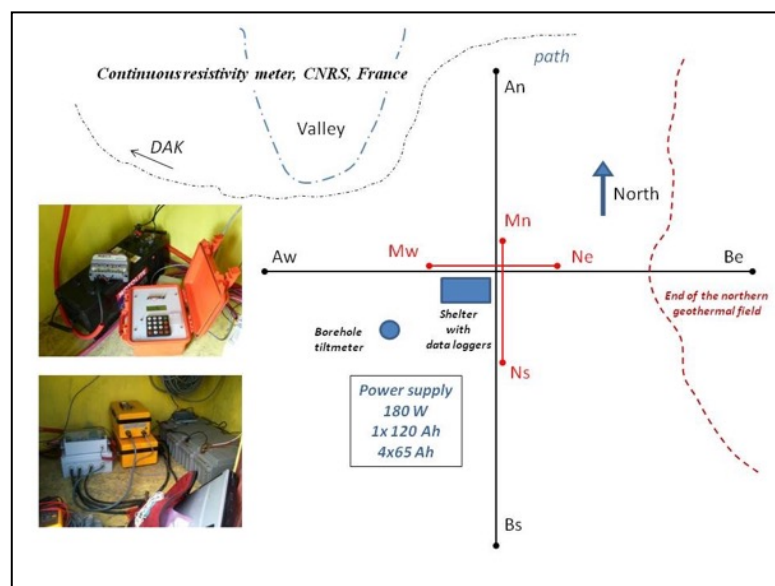 path
Continuous resistivity meter, CNRS, France
An
Valley
DAK
North
Mn
Mw
Ne
Aw
Be
Shelter
with
data loggers
End of the northern
geothermal field
Borehole
tiltmeter
Ns
Power supply
180 W
1x 120 Ah
4x65 Ah
Bs